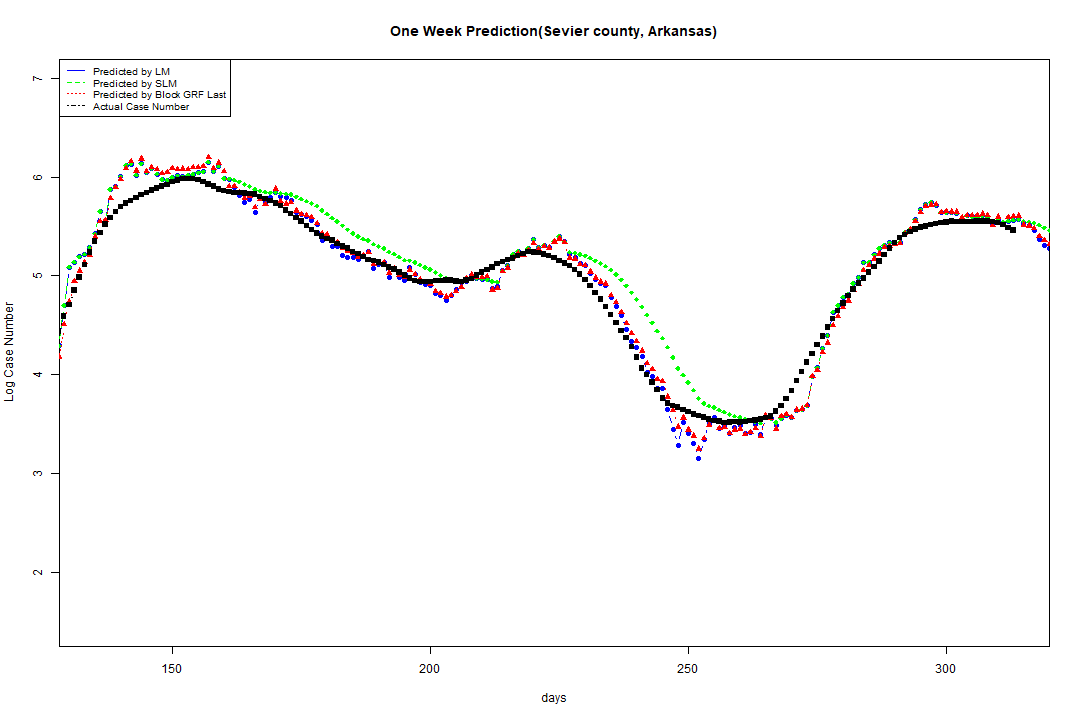 One Week Prediction(Sevier county, Arkansas)
Predicted by LM
Predicted by SLM
Predicted by Block GRF Last
Actual Case Number
7
6
5
4
3
2
Log Case Number
150 200 250 300
days